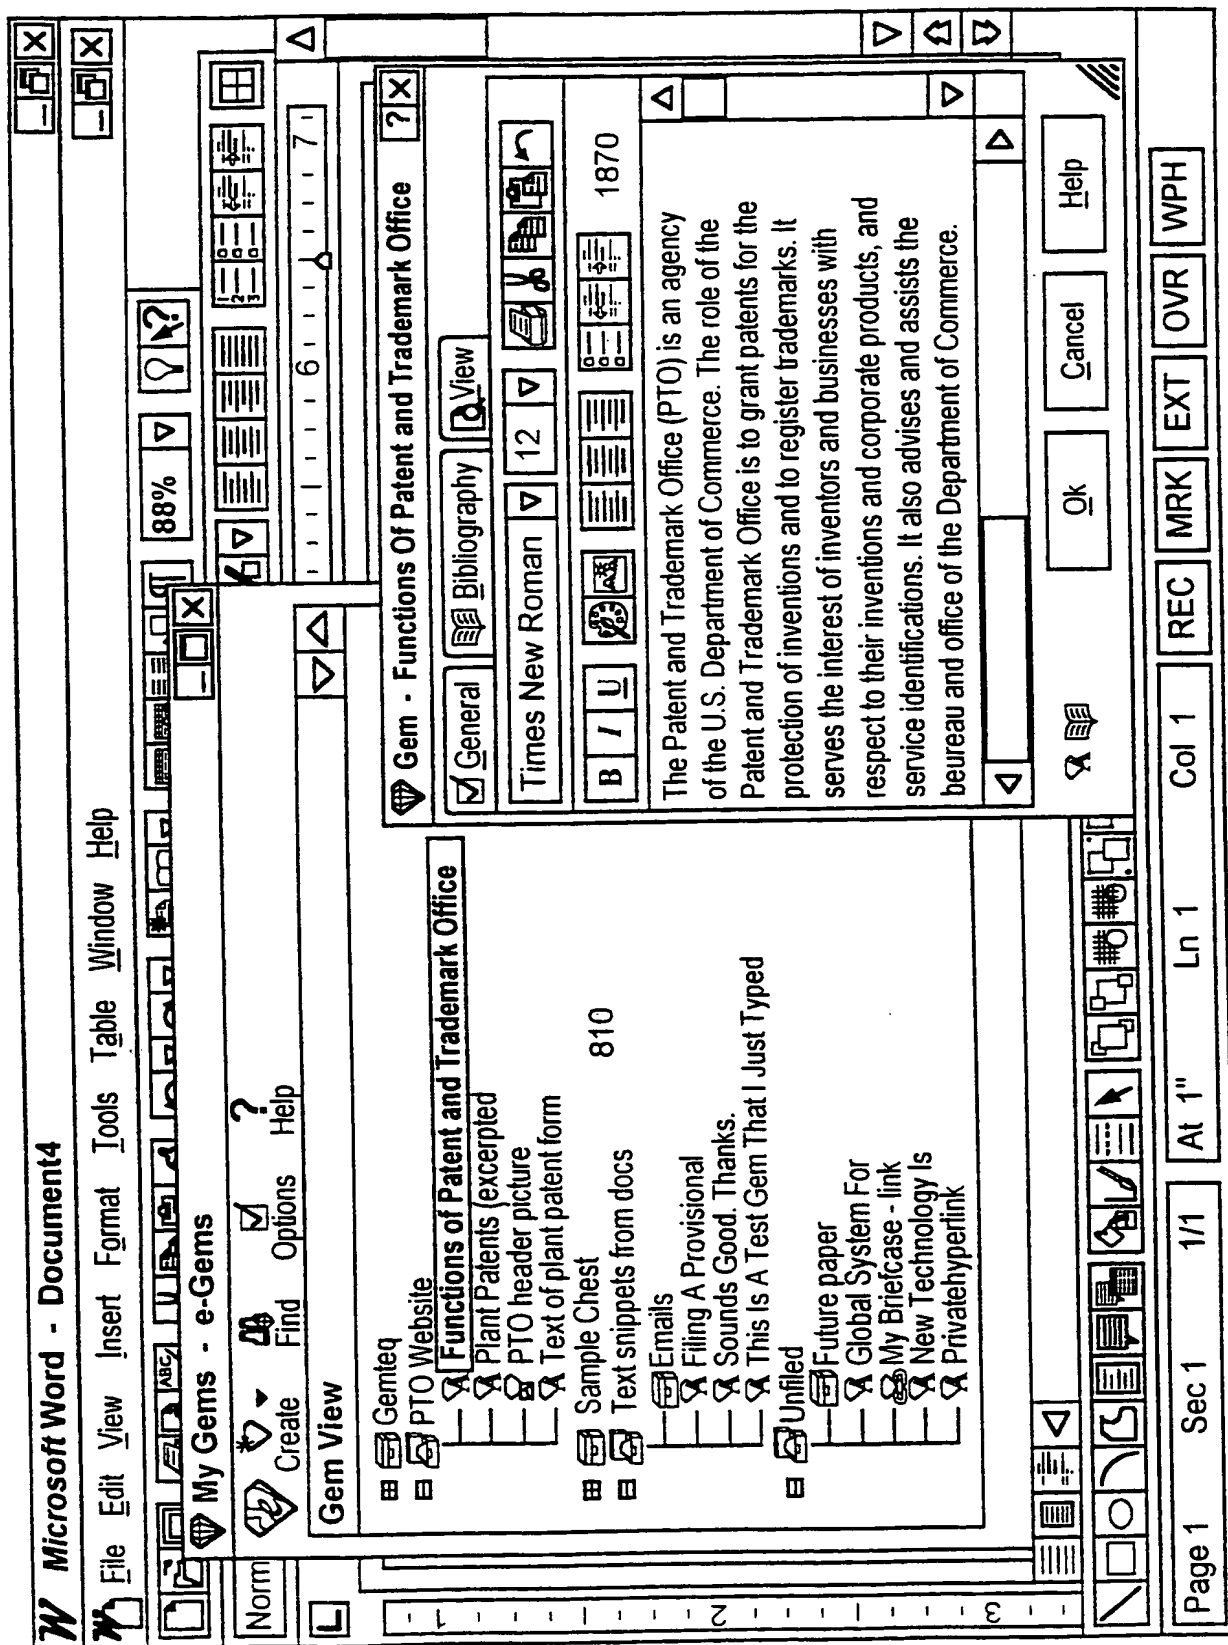 W Microsoft Word - Document4
File Edit View Insert Format Tools Table Window Help
ABC
88%
Norm
1 2 3
L
6 7
1
2
3
My Gems - e-Gems
Create Find Options Help
Gem View
Gemteq
PTO Website
Functions of Patent and Trademark Office
Plant Patents (excerpted
PTO header picture
Text of plant patent form
Sample Chest
Text snippets from docs
810
Emails
Filing A Provisional
Sounds Good. Thanks.
This Is A Test Gem That I Just Typed
Unfiled
Future paper
Global System For
My Briefcase - link
New Technology Is
Privatehyperlink
Gem - Functions Of Patent and Trademark Office
General Bibliography View
Times New Roman 12
B I U
1870
The Patent and Trademark Office (PTO) is an agency
of the U.S. Department of Commerce. The role of the
Patent and Trademark Office is to grant patents for the
protection of inventions and to register trademarks. It
serves the interest of inventors and businesses with
respect to their inventions and corporate products, and
service identifications. It also advises and assists the
beureau and office of the Department of Commerce.
Ok Cancel Help
Page 1 Sec 1 1/1 At 1" Ln 1 Col 1 REC MRK EXT OVR WPH